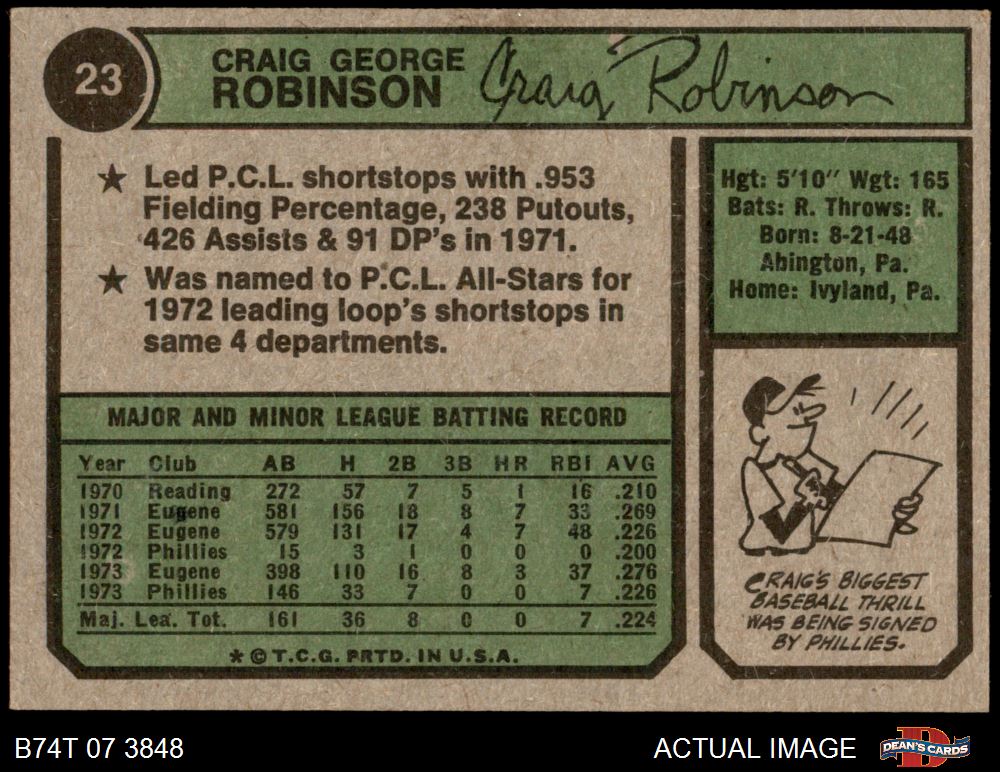 23
CRAIG GEORGE
ROBINSON
Craig Robinson
★ Led P.C.L. shortstops with .953
Fielding Percentage, 238 Putouts,
426 Assists & 91 DP's in 1971.
★ Was named to P.C.L. All-Stars for
1972 leading loop's shortstops in
same 4 departments.
Hgt: 5'10" Wgt: 165
Bats: R. Throws: R.
Born: 8-21-48
Abington, Pa.
Home: Ivyland, Pa.
MAJOR AND MINOR LEAGUE BATTING RECORD
Year Club AB H 2B 3B HR RBI AVG
1970 Reading 272 57 7 5 1 16 .210
1971 Eugene 581 156 18 8 7 33 .269
1972 Eugene 579 131 17 4 7 48 .226
1972 Phillies 15 3 1 0 0 0 .200
1973 Eugene 398 110 16 8 3 37 .276
1973 Phillies 146 33 7 0 0 7 .226
Maj. Lea. Tot. 161 36 8 0 0 7 .224
* © T.C.G. PRTD. IN U.S.A.
CRAIG'S BIGGEST
BASEBALL THRILL
WAS BEING SIGNED
BY PHILLIES.
B74T 07 3848
ACTUAL IMAGE
D
DEAN'S CARDS